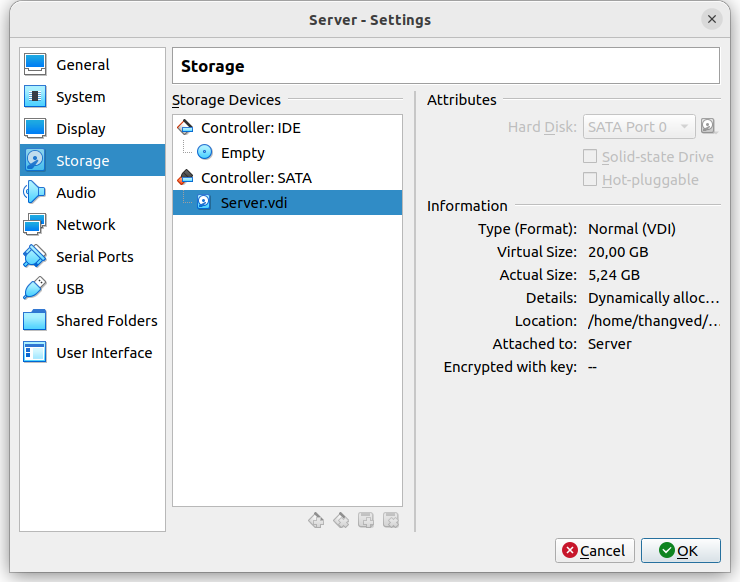 Server - Settings
General
System
Display
Storage
Audio
Network
Serial Ports
USB
Shared Folders
User Interface
Storage
Storage Devices
Controller: IDE
Empty
Controller: SATA
Server.vdi
Attributes
Hard Disk: SATA Port 0
Solid-state Drive
Hot-pluggable
Information
Type (Format): Normal (VDI)
Virtual Size: 20,00 GB
Actual Size: 5,24 GB
Details: Dynamically alloc...
Location: /home/thangved/...
Attached to: Server
Encrypted with key: --
Cancel
OK